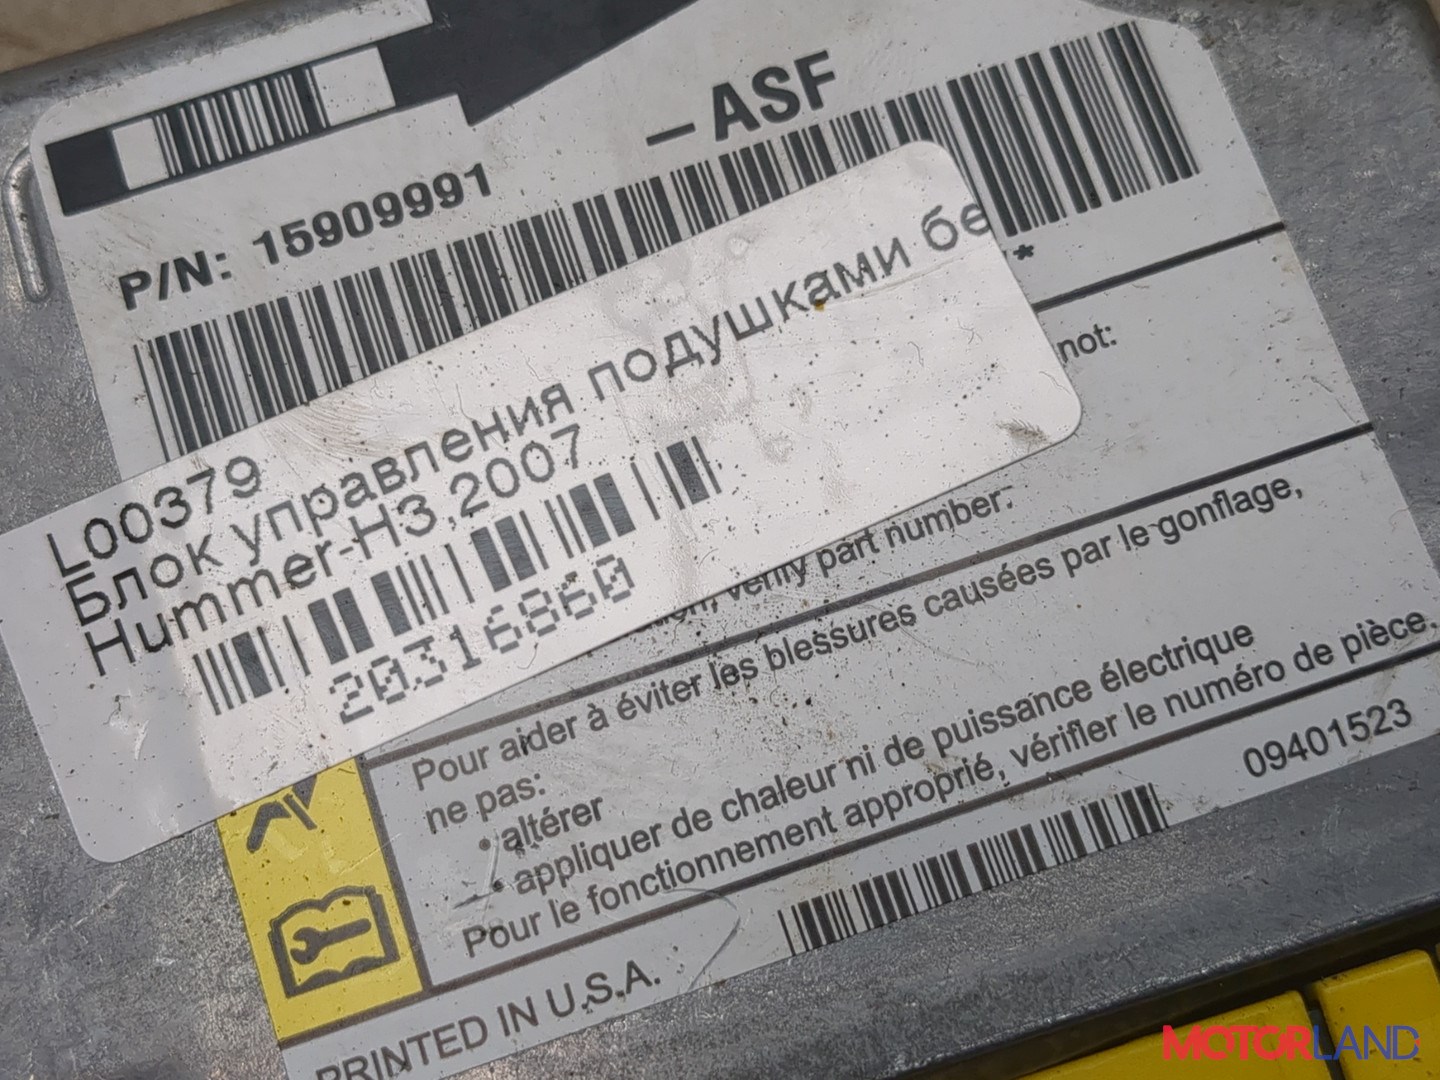 – ASF
P/N: 15909991
*
not:
L00379
Блок управления подушками бе
Hummer-H3,2007
20316860
verify part number:
Pour aider à éviter les blessures causées par le gonflage,
ne pas:
• altérer
• appliquer de chaleur ni de puissance électrique
Pour le fonctionnement approprié, vérifier le numéro de pièce.
09401523
PRINTED IN U.S.A.
MOTORLAND